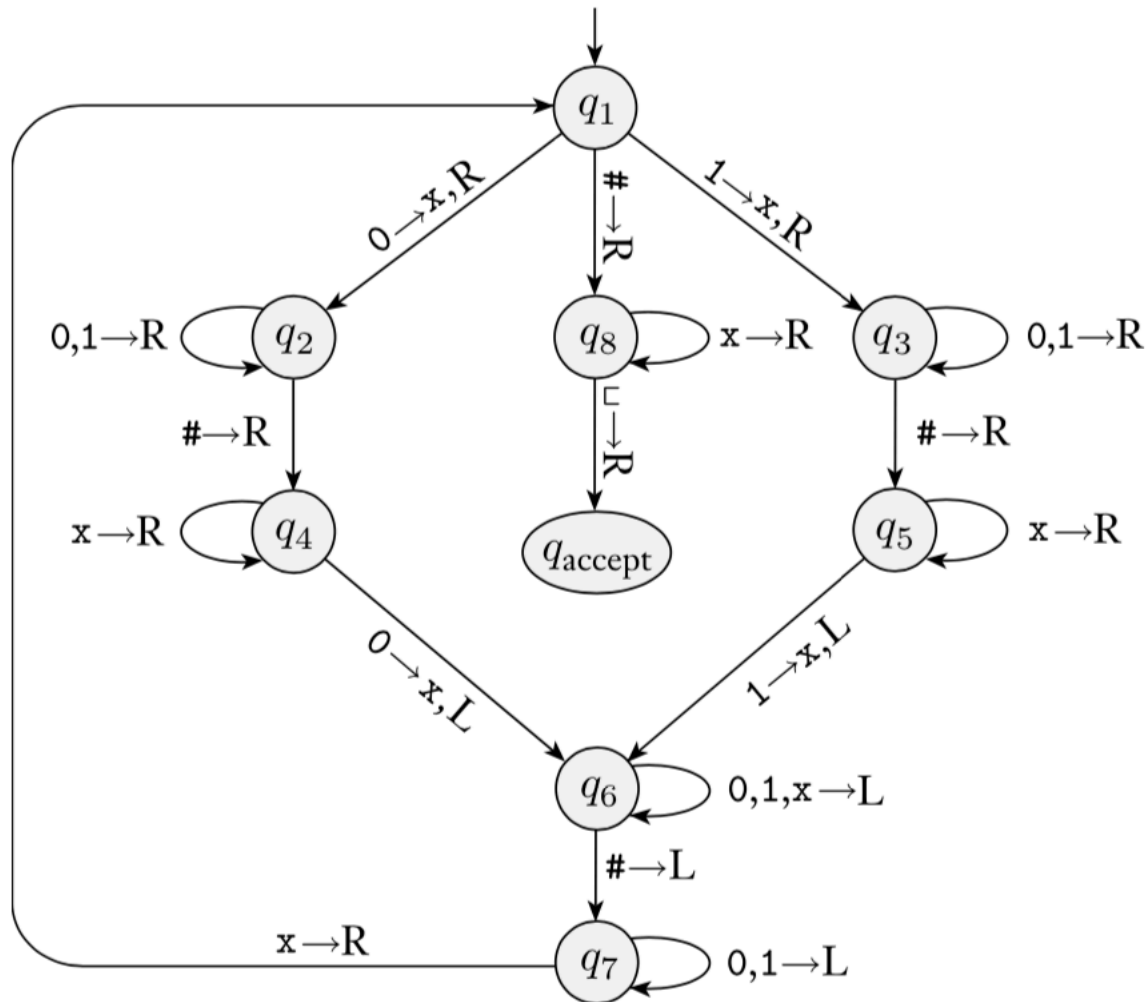 q1
0→x,R
#→R
1→x,R
0,1→R
q2
q8
x→R
q3
0,1→R
#→R
⊔→R
#→R
x→R
q4
qaccept
q5
x→R
0→x,L
1→x,L
q6
0,1,x→L
#→L
x→R
q7
0,1→L